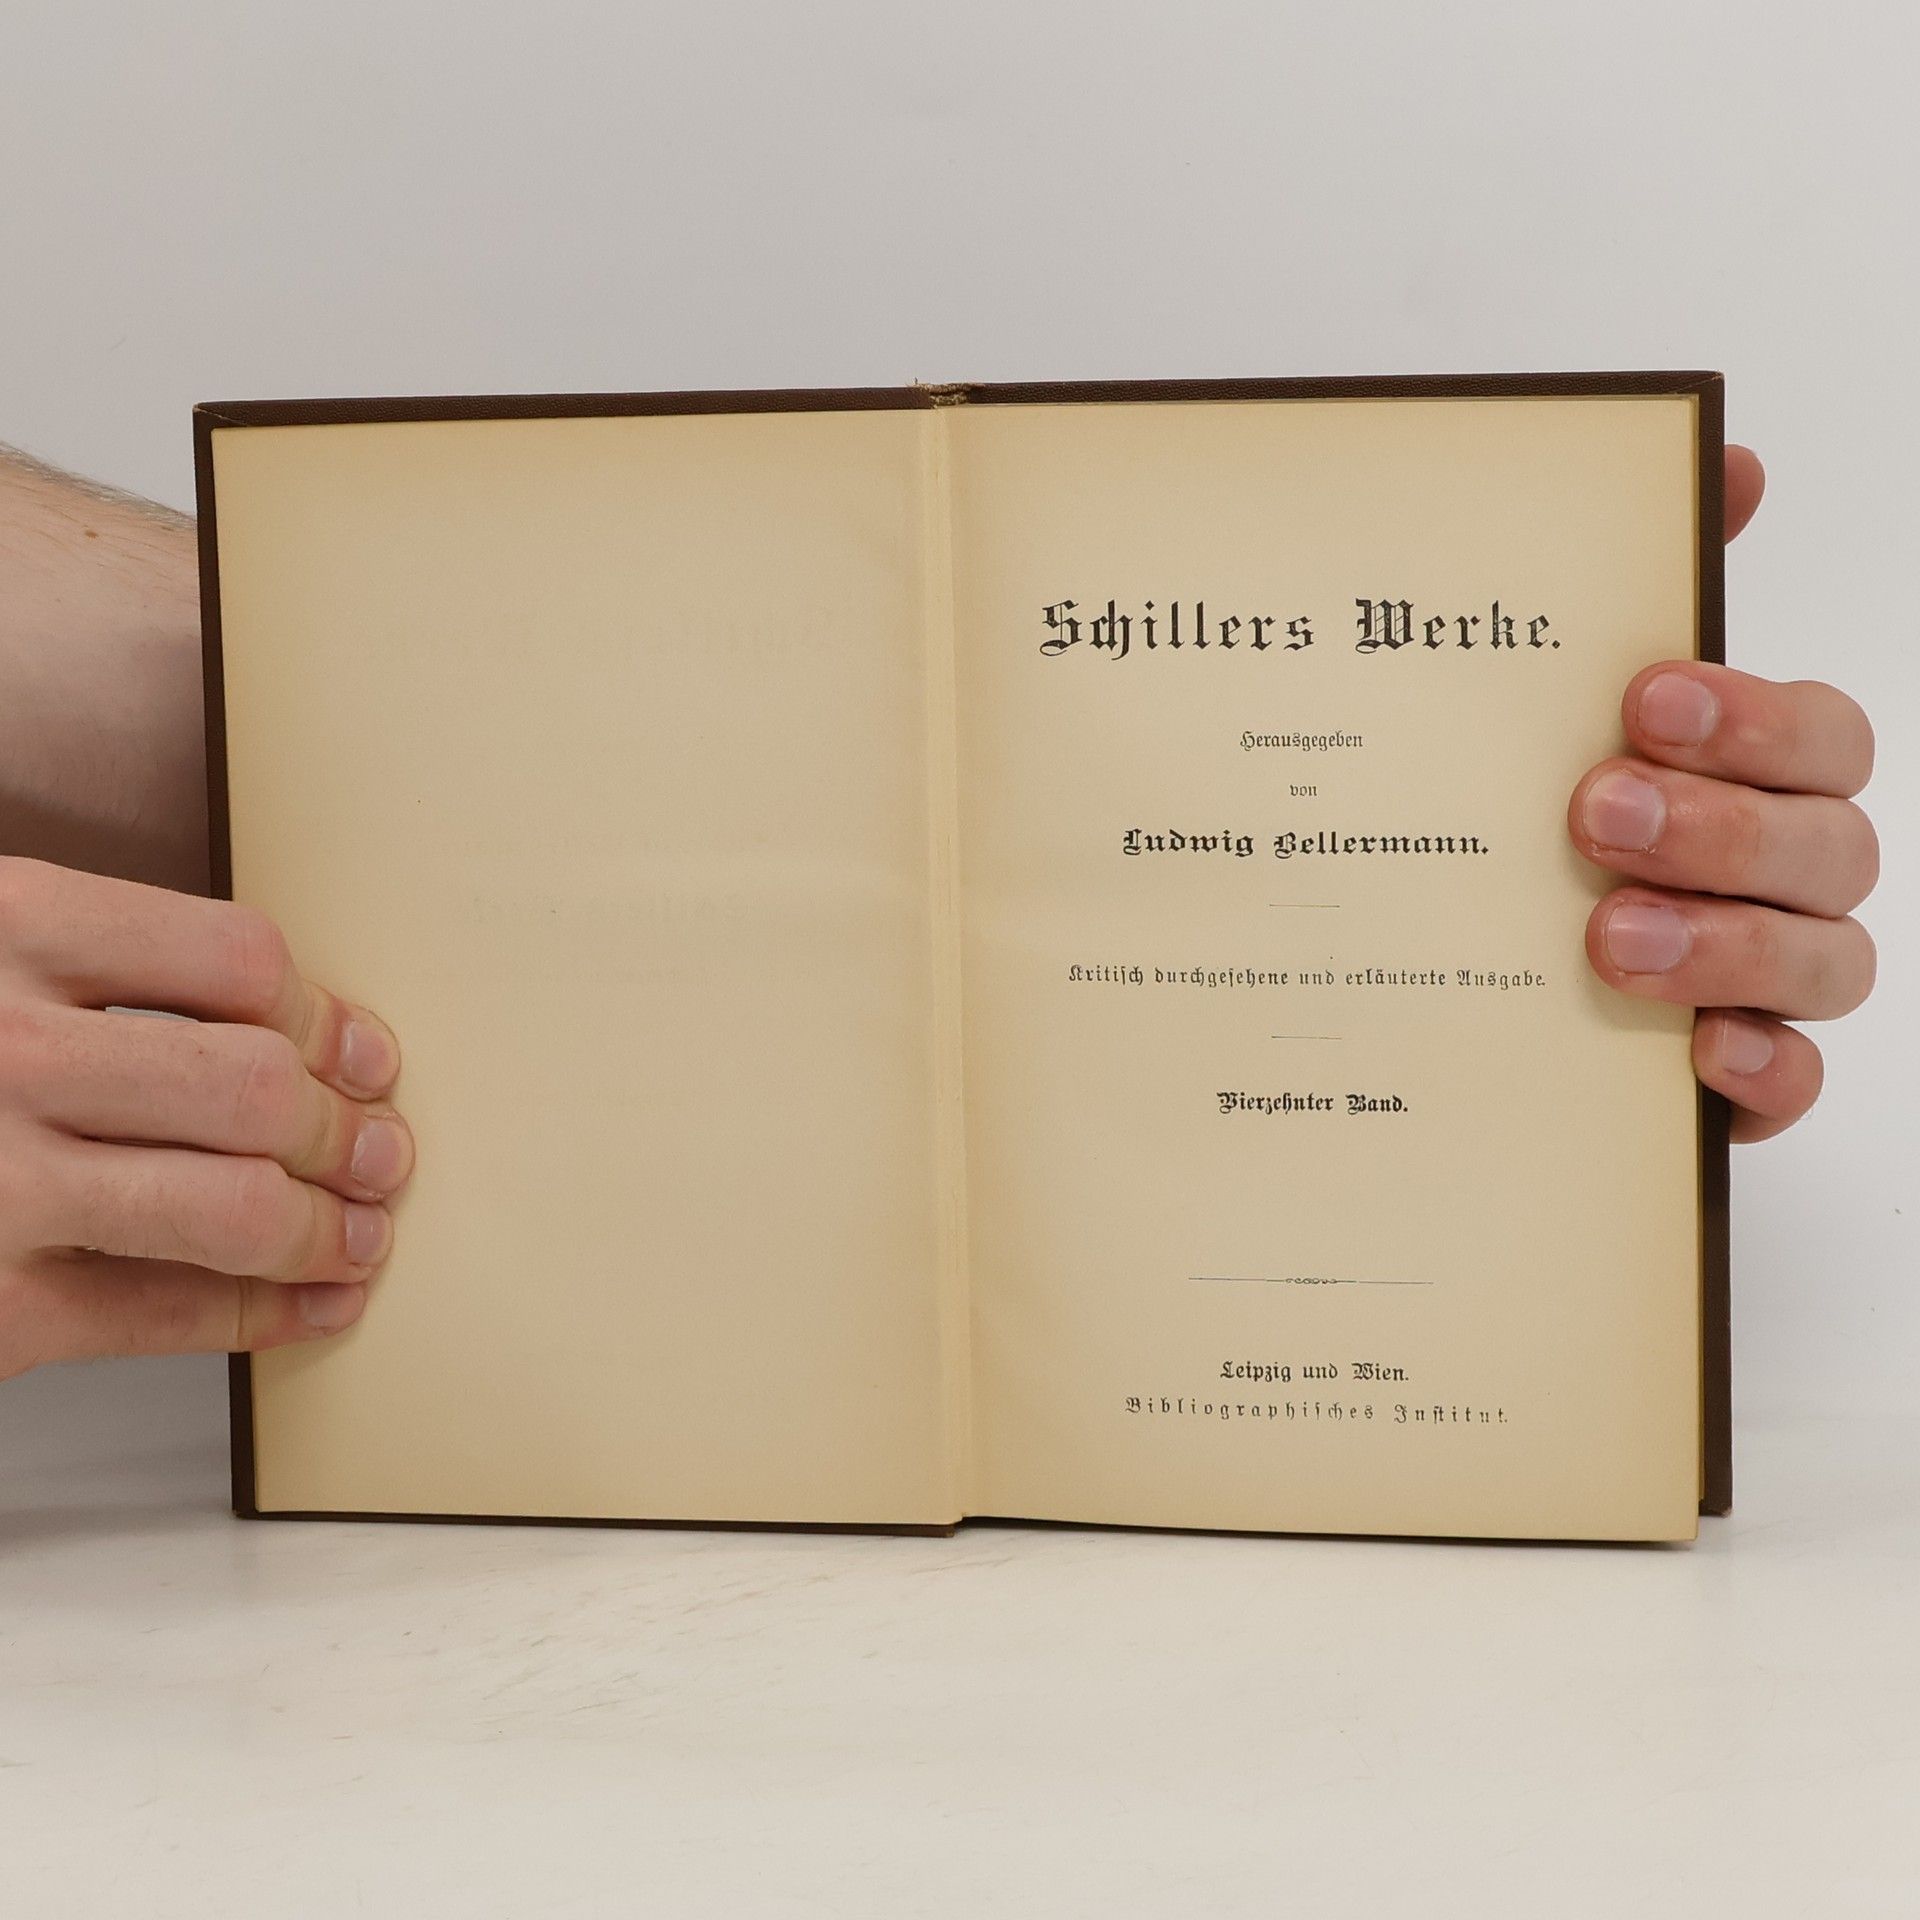 Schillers Werke.
Herausgegeben
von
Ludwig Bellermann.
Kritiſch durchgeſehene und erläuterte Ausgabe.
Vierzehnter Band.
Leipzig und Wien.
Bibliographiſches Inſtitut.